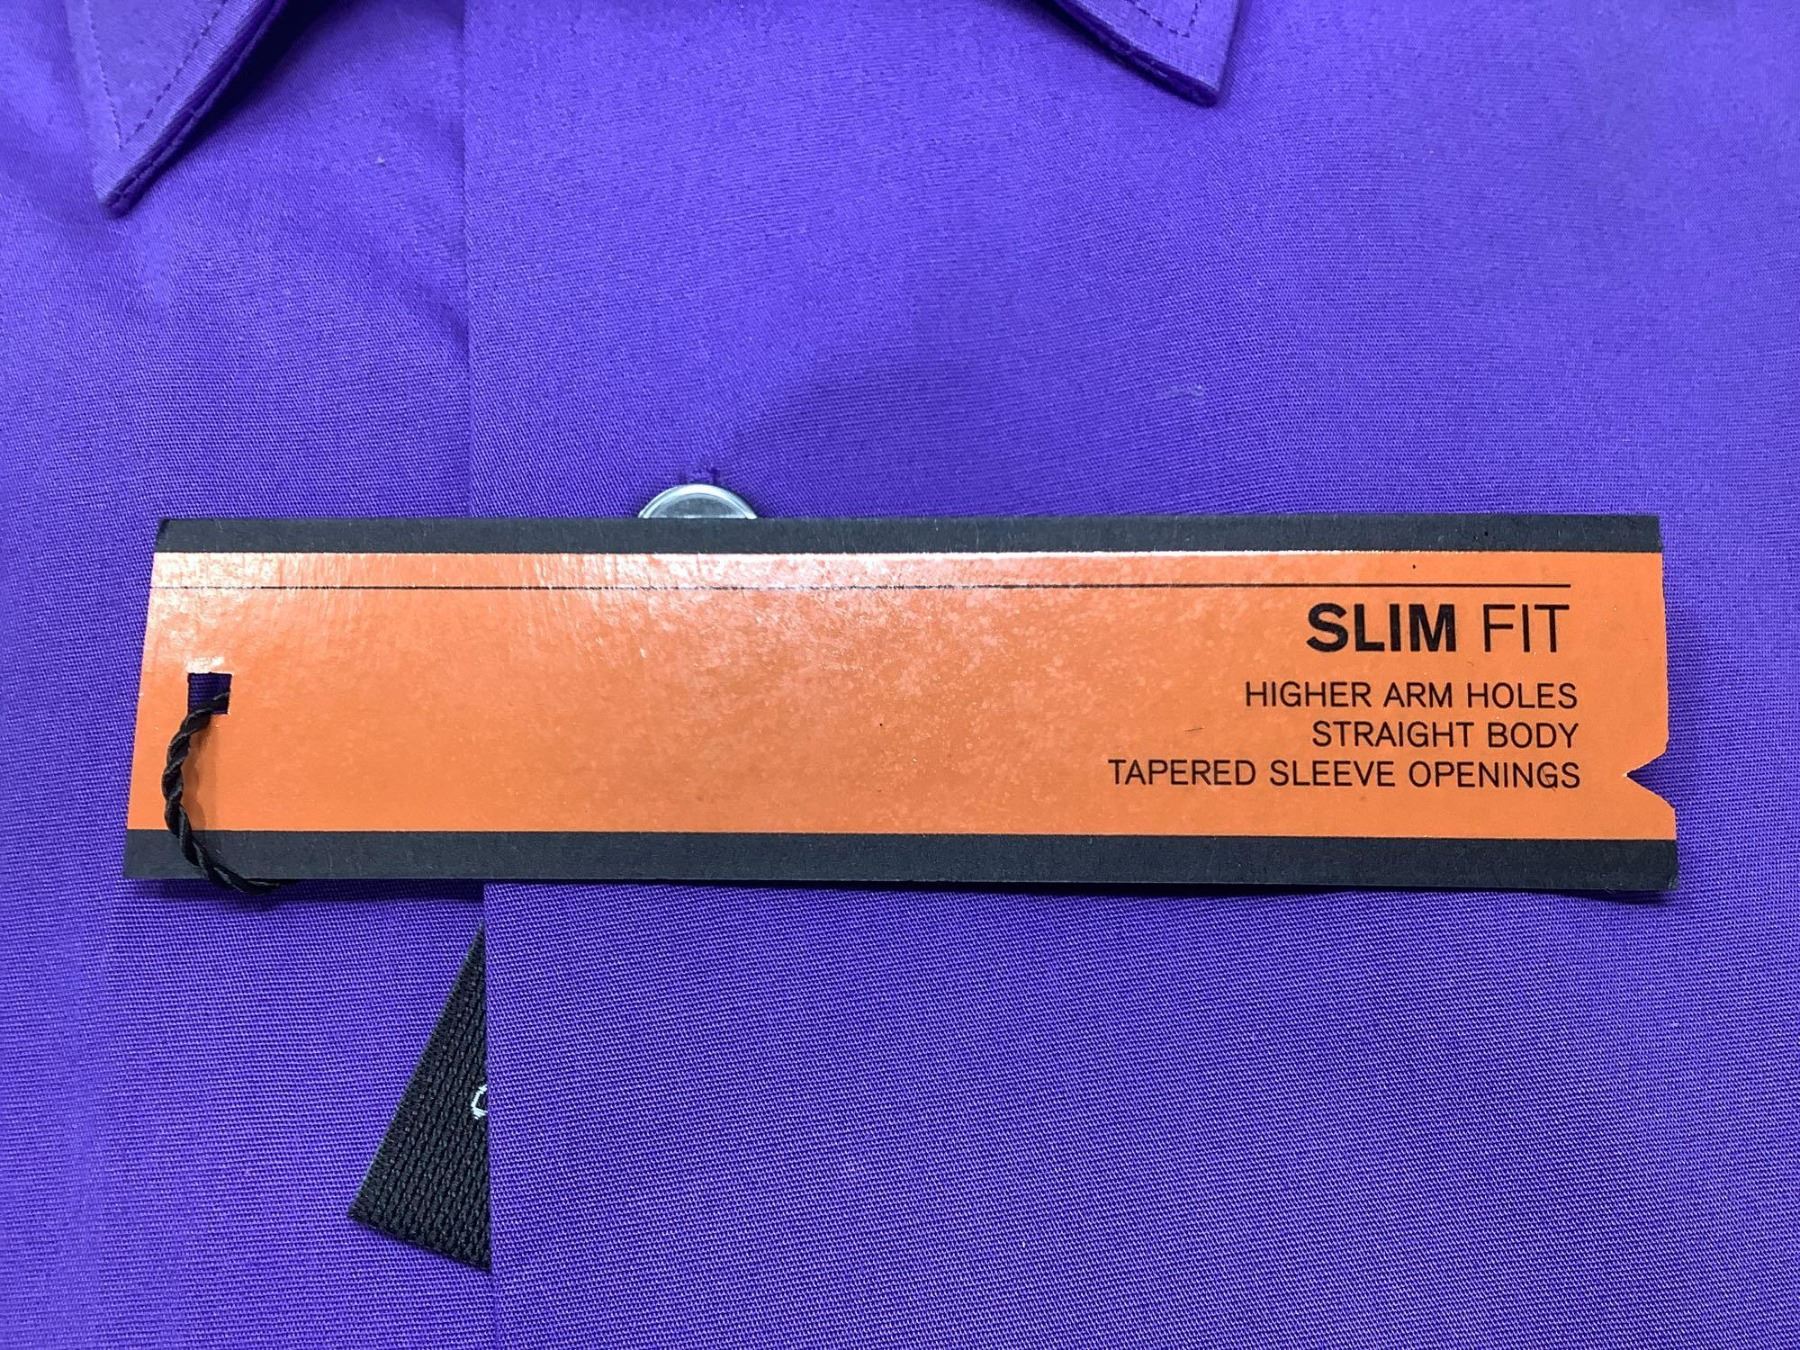 SLIM FIT
HIGHER ARM HOLES
STRAIGHT BODY
TAPERED SLEEVE OPENINGS